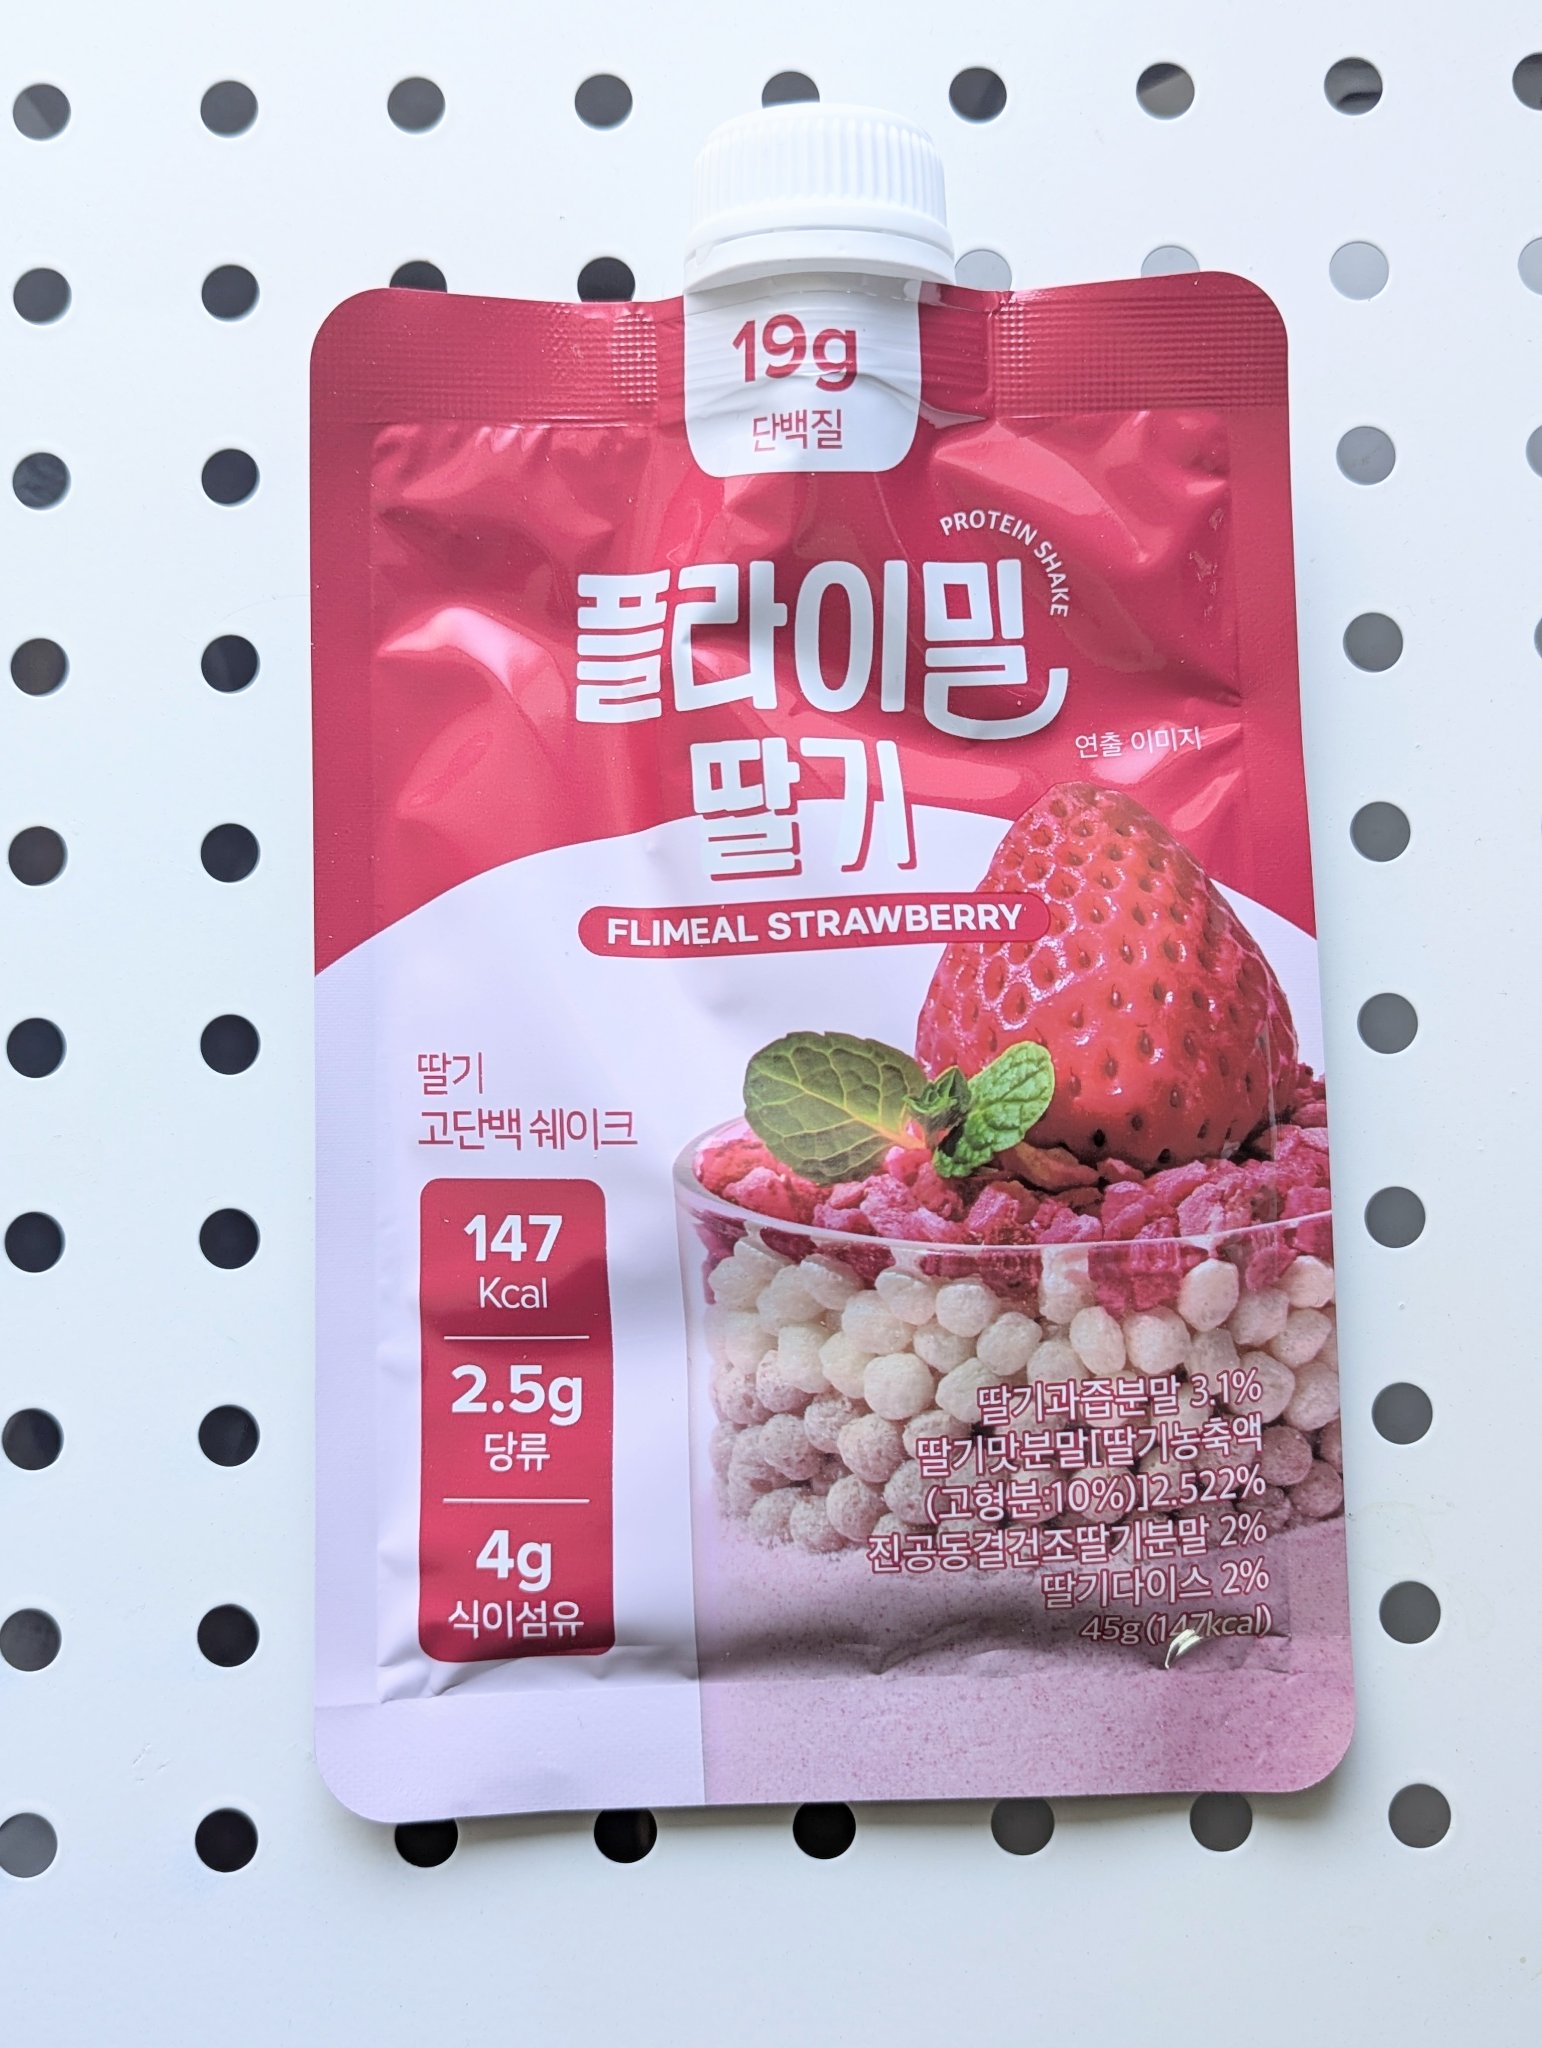 19g
단백질
PROTEIN SHAKE
플라이밀
연출 이미지
딸기
FLIMEAL STRAWBERRY
딸기
고단백 쉐이크
147
Kcal
2.5g
당류
4g
식이섬유
딸기과즙분말 3.1%
딸기맛분말[딸기농축액
(고형분:10%)]2.522%
진공동결건조딸기분말 2%
딸기다이스 2%
45g (147kcal)